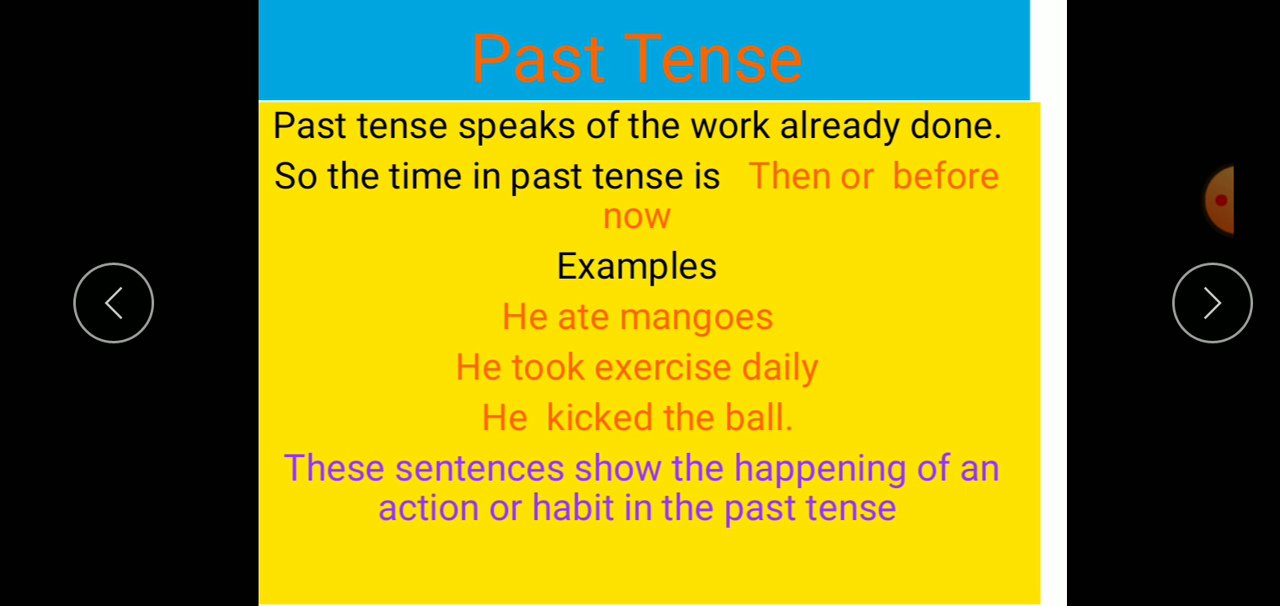 Past Tense
Past tense speaks of the work already done.
So the time in past tense is Then or before
now
Examples
He ate mangoes
He took exercise daily
He kicked the ball.
These sentences show the happening of an
action or habit in the past tense